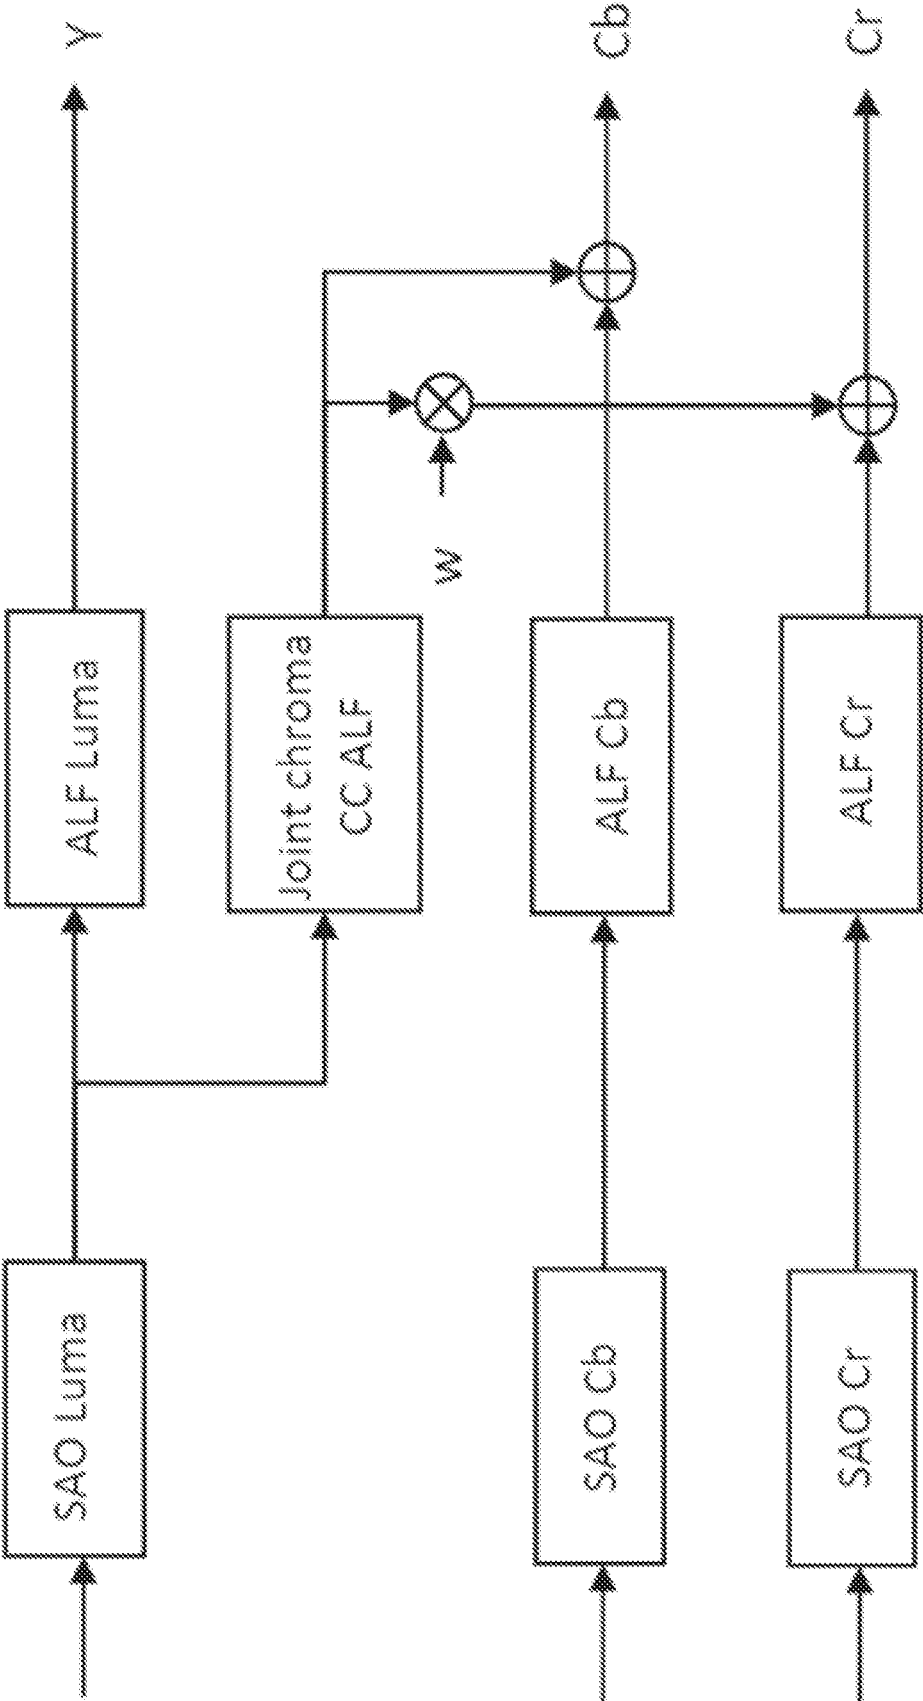 SAO Luma
ALF Luma
Y
Joint chroma
CC ALF
w
SAO Cb
ALF Cb
Cb
SAO Cr
ALF Cr
Cr